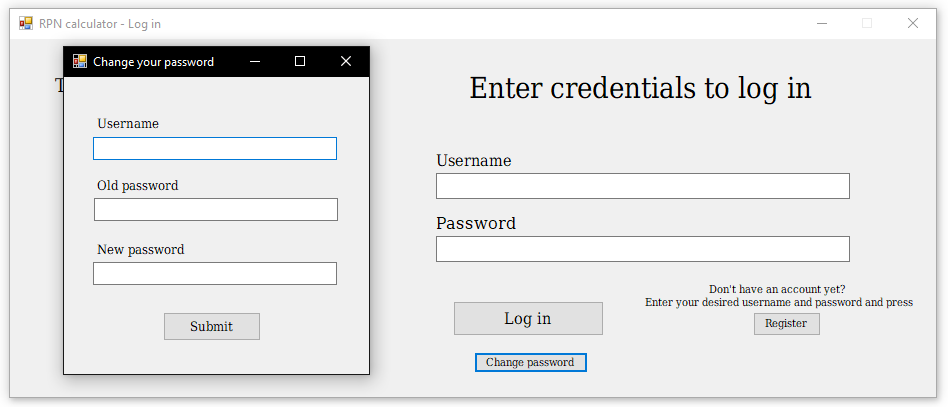 RPN calculator - Log in
Change your password
Username
Old password
New password
Submit
Enter credentials to log in
Username
Password
Log in
Change password
Don't have an account yet?
Enter your desired username and password and press
Register